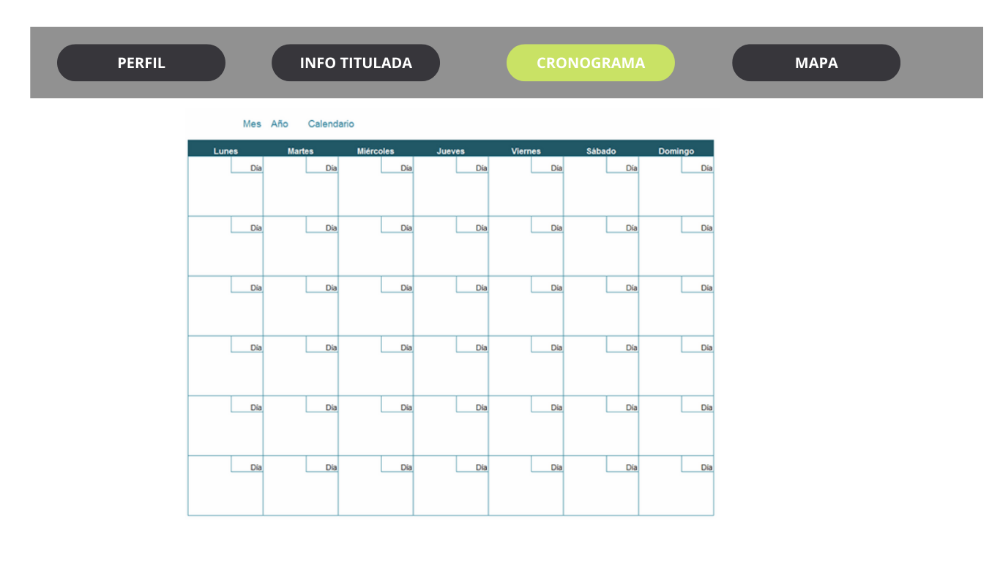 PERFIL INFO TITULADA CRONOGRAMA MAPA
Mes Año Calendario
Lunes Martes Miércoles Jueves Viernes Sábado Domingo
Día Día Día Día Día Día Día
Día Día Día Día Día Día Día
Día Día Día Día Día Día Día
Día Día Día Día Día Día Día
Día Día Día Día Día Día Día
Día Día Día Día Día Día Día